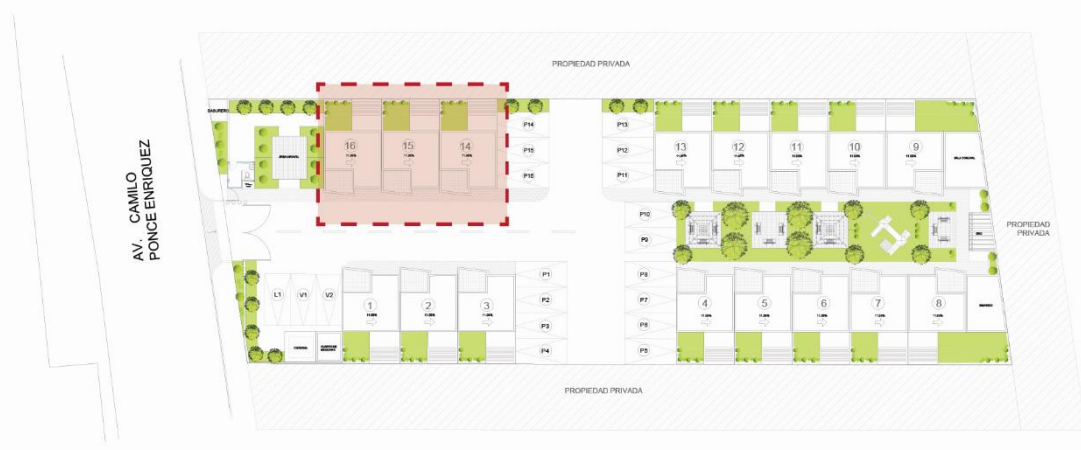 PROPIEDAD PRIVADA
BASURERO
P14
P13
16
15
14
P15
P12
13
12
11
10
9
P16
P11
AV. CAMILO
PONCE ENRIQUEZ
P10
P9
PROPIEDAD
PRIVADA
L1
V1
V2
1
2
3
P1
P2
P3
P4
P8
P7
P6
P5
4
5
6
7
8
PROPIEDAD PRIVADA